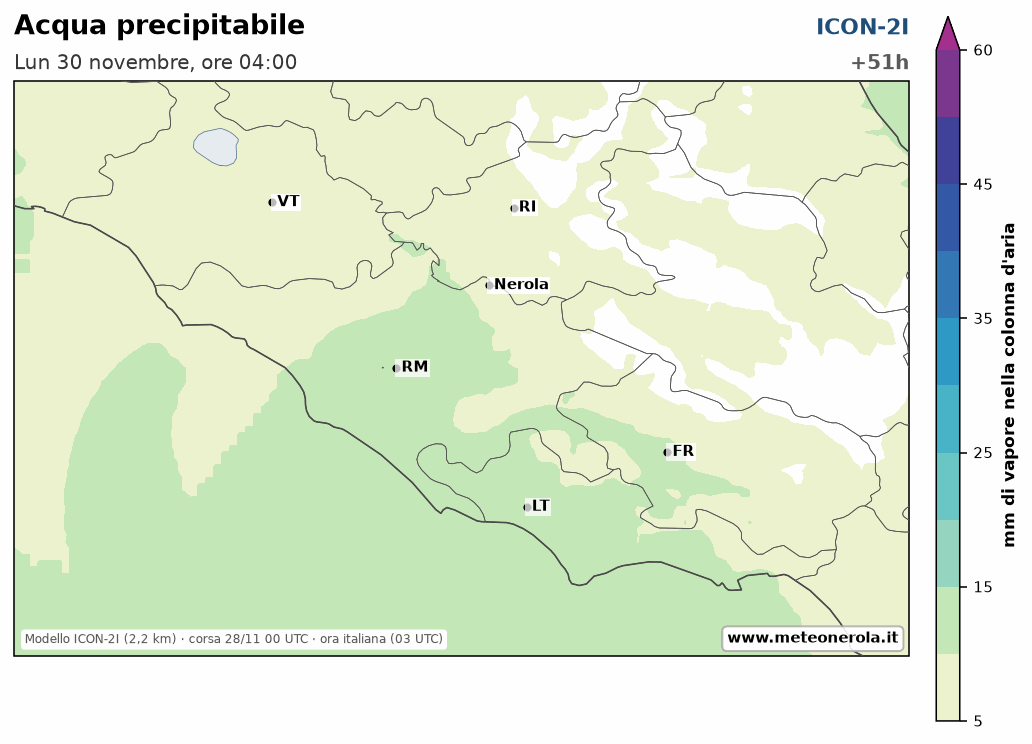 Acqua precipitabile
ICON-2I
Lun 30 novembre, ore 04:00
+51h
60
45
35
25
15
5
mm di vapore nella colonna d'aria
VT
RI
Nerola
RM
FR
LT
Modello ICON-2I (2,2 km) · corsa 28/11 00 UTC · ora italiana (03 UTC)
www.meteonerola.it